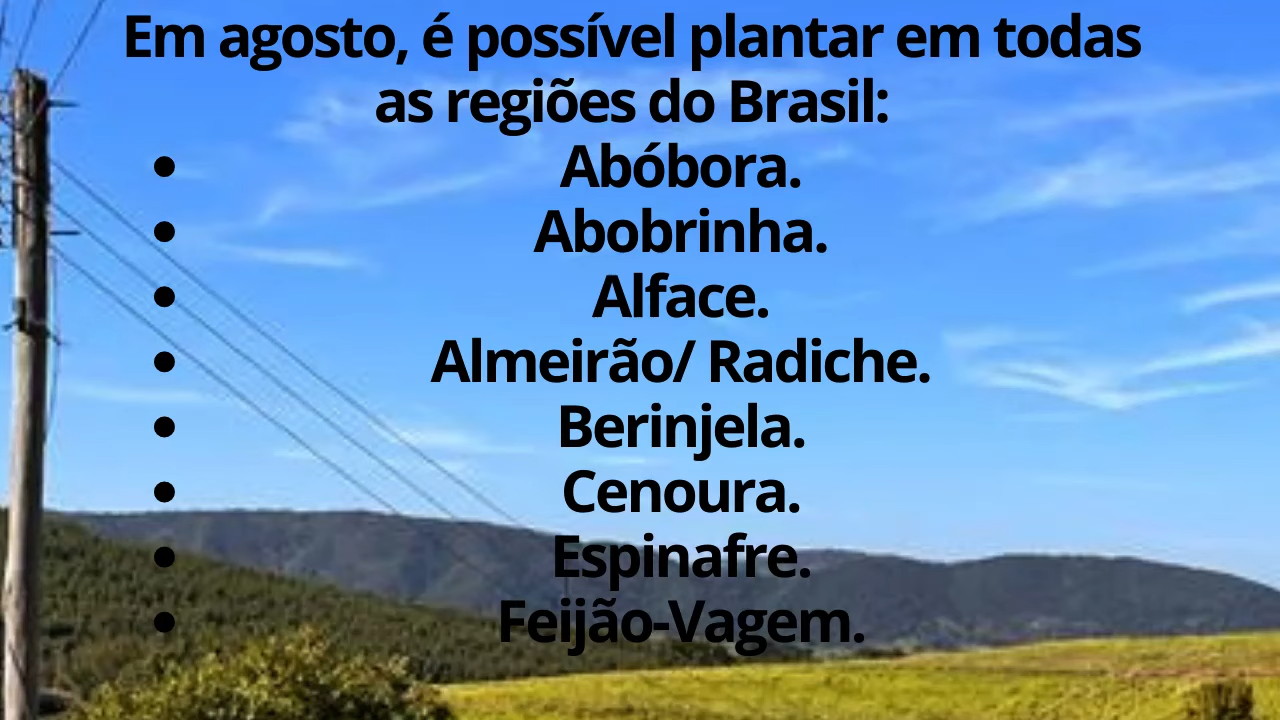 Em agosto, é possível plantar em todas
as regiões do Brasil:
• Abóbora.
• Abobrinha.
• Alface.
• Almeirão/ Radiche.
• Berinjela.
• Cenoura.
• Espinafre.
• Feijão-Vagem.